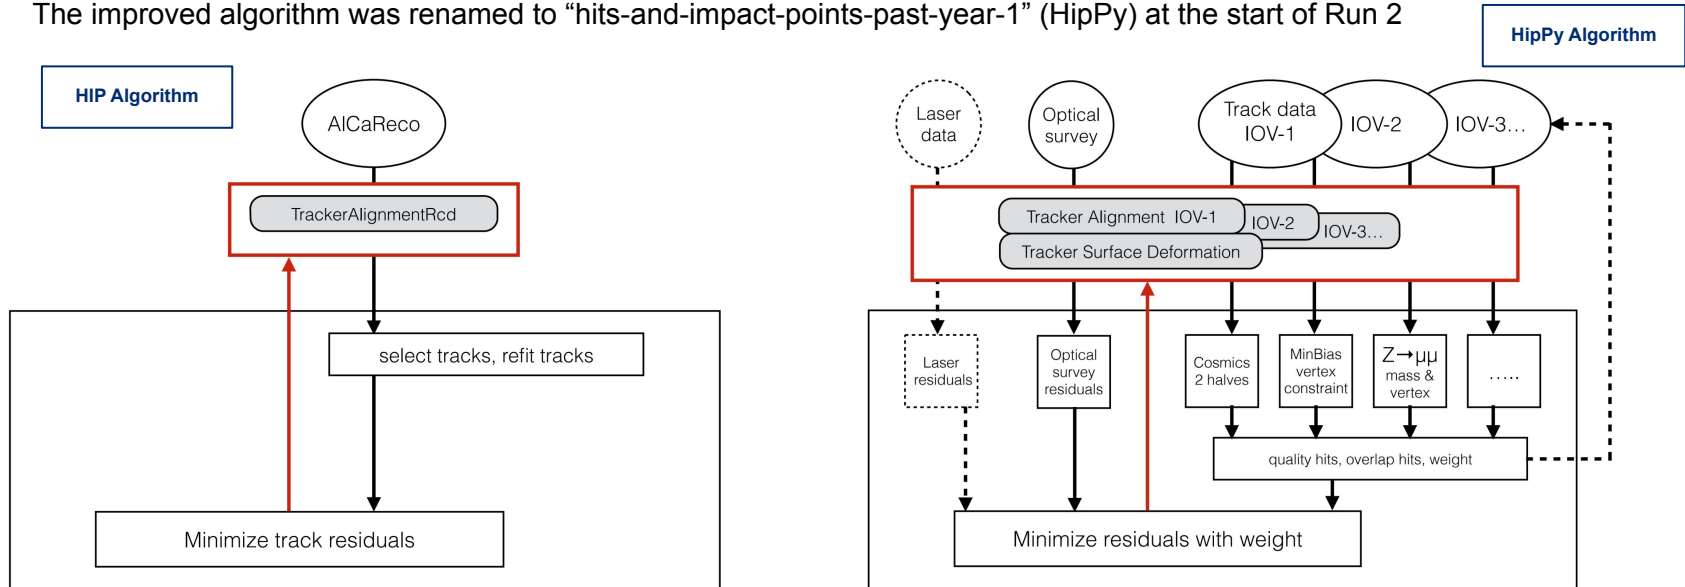 The improved algorithm was renamed to “hits-and-impact-points-past-year-1” (HipPy) at the start of Run 2
HIP Algorithm
AlCaReco
TrackerAlignmentRcd
select tracks, refit tracks
Minimize track residuals
HipPy Algorithm
Laser
data
Optical
survey
Track data
IOV-1
IOV-2
IOV-3...
Tracker Alignment IOV-1
IOV-2
IOV-3...
Tracker Surface Deformation
Laser
residuals
Optical
survey
residuals
Cosmics
2 halves
MinBias
vertex
constraint
Z→μμ
mass &
vertex
.....
quality hits, overlap hits, weight
Minimize residuals with weight